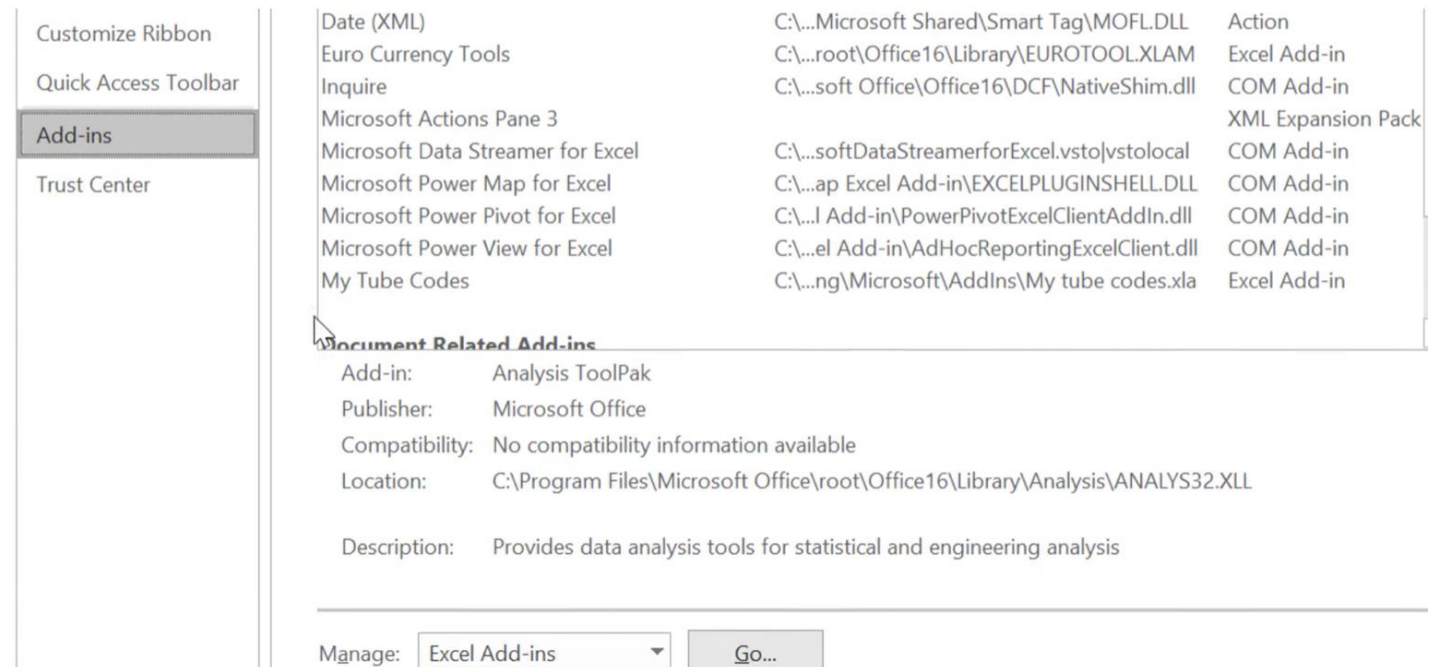 Customize Ribbon
Quick Access Toolbar
Add-ins
Trust Center
Date (XML) C:\...Microsoft Shared\Smart Tag\MOFL.DLL Action
Euro Currency Tools C:\...root\Office16\Library\EUROTOOL.XLAM Excel Add-in
Inquire C:\...soft Office\Office16\DCF\NativeShim.dll COM Add-in
Microsoft Actions Pane 3 XML Expansion Pack
Microsoft Data Streamer for Excel C:\...softDataStreamerforExcel.vsto|vstolocal COM Add-in
Microsoft Power Map for Excel C:\...ap Excel Add-in\EXCELPLUGINSHELL.DLL COM Add-in
Microsoft Power Pivot for Excel C:\...l Add-in\PowerPivotExcelClientAddIn.dll COM Add-in
Microsoft Power View for Excel C:\...el Add-in\AdHocReportingExcelClient.dll COM Add-in
My Tube Codes C:\...ng\Microsoft\AddIns\My tube codes.xla Excel Add-in
Document Related Add-ins
Add-in: Analysis ToolPak
Publisher: Microsoft Office
Compatibility: No compatibility information available
Location: C:\Program Files\Microsoft Office\root\Office16\Library\Analysis\ANALYS32.XLL
Description: Provides data analysis tools for statistical and engineering analysis
Manage: Excel Add-ins Go...